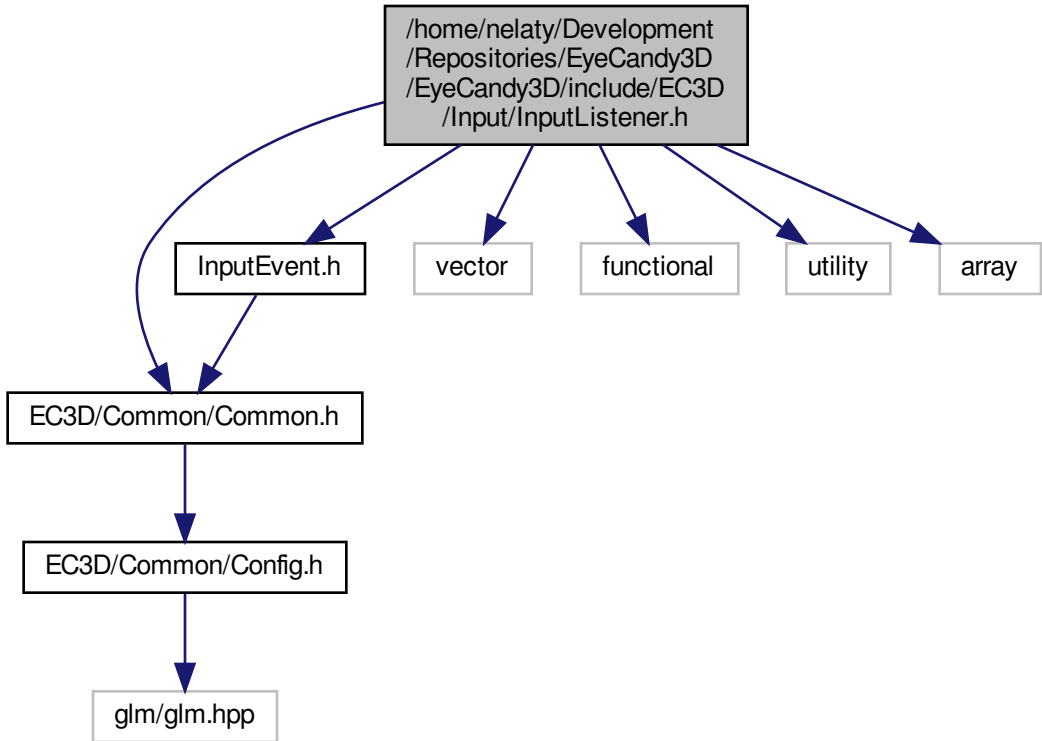 /home/nelaty/Development
/Repositories/EyeCandy3D
/EyeCandy3D/include/EC3D
/Input/InputListener.h
InputEvent.h
vector
functional
utility
array
EC3D/Common/Common.h
EC3D/Common/Config.h
glm/glm.hpp